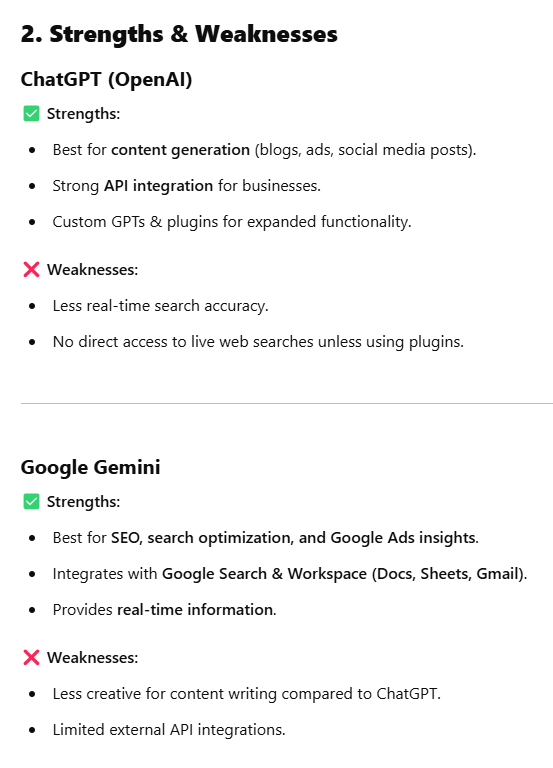 2. Strengths & Weaknesses
ChatGPT (OpenAI)
✅ Strengths:
• Best for content generation (blogs, ads, social media posts).
• Strong API integration for businesses.
• Custom GPTs & plugins for expanded functionality.
❌ Weaknesses:
• Less real-time search accuracy.
• No direct access to live web searches unless using plugins.
Google Gemini
✅ Strengths:
• Best for SEO, search optimization, and Google Ads insights.
• Integrates with Google Search & Workspace (Docs, Sheets, Gmail).
• Provides real-time information.
❌ Weaknesses:
• Less creative for content writing compared to ChatGPT.
• Limited external API integrations.